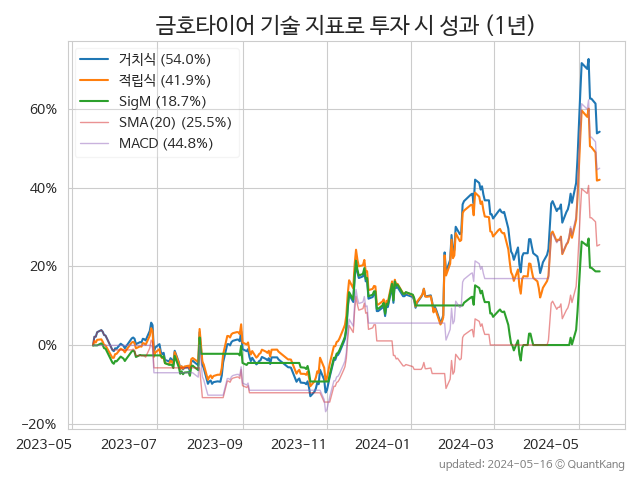 금호타이어 기술 지표로 투자 시 성과 (1년)
거치식 (54.0%)
적립식 (41.9%)
SigM (18.7%)
SMA(20) (25.5%)
MACD (44.8%)
60%
40%
20%
0%
−20%
2023-05 2023-07 2023-09 2023-11 2024-01 2024-03 2024-05
updated: 2024-05-16 © QuantKang